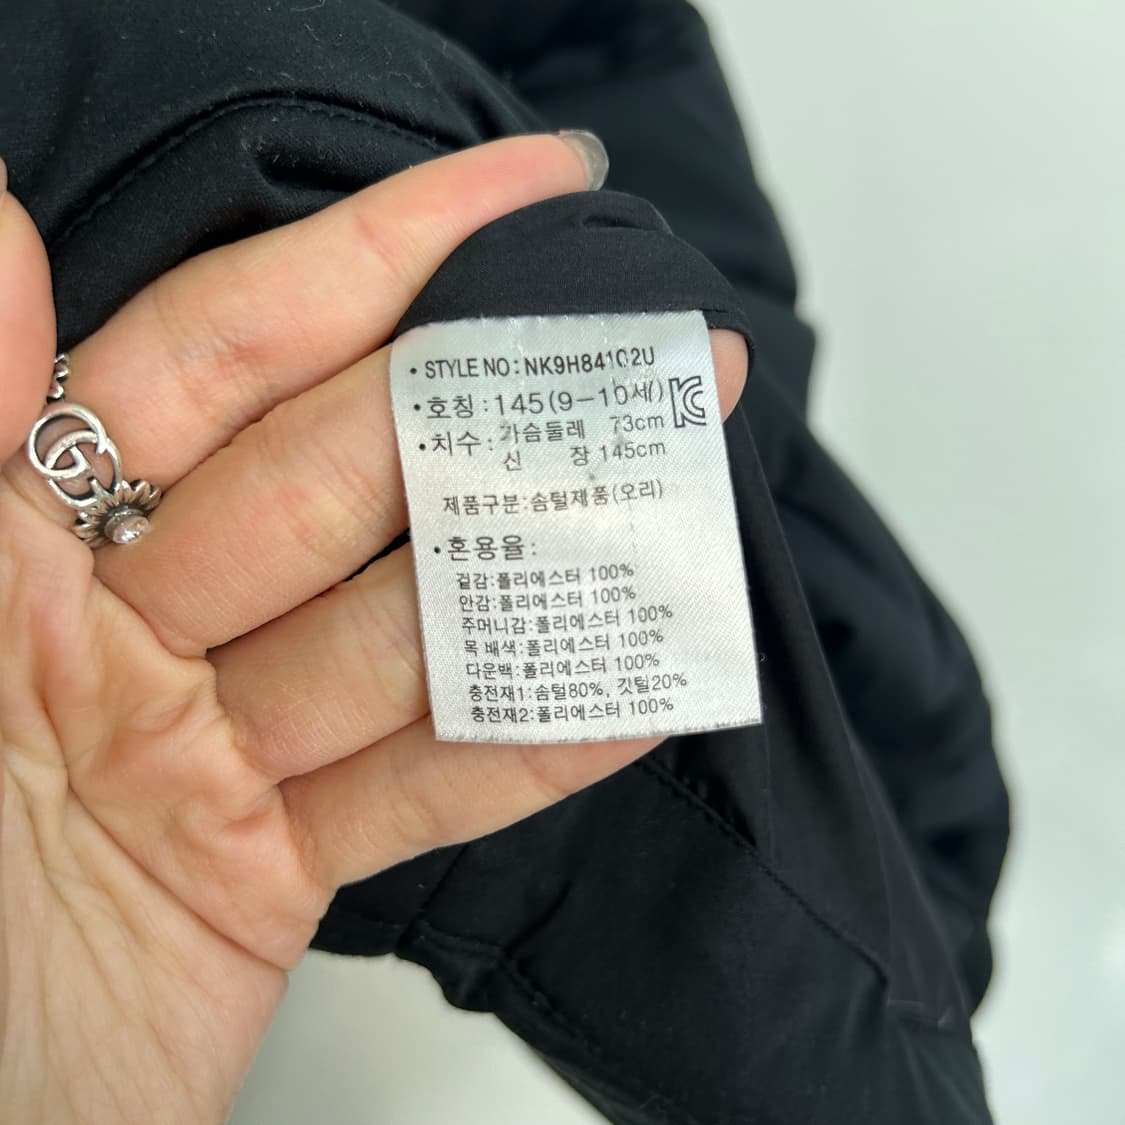 • STYLE NO : NK9H84102U
• 호칭 : 145(9-10세)
• 치수 : 가슴둘레 73cm
신 장 145cm
제품구분:솜털제품(오리)
• 혼용율 :
겉감:폴리에스터 100%
안감:폴리에스터 100%
주머니감:폴리에스터 100%
목 배색:폴리에스터 100%
다운백:폴리에스터 100%
충전재1:솜털80%, 깃털20%
충전재2:폴리에스터 100%